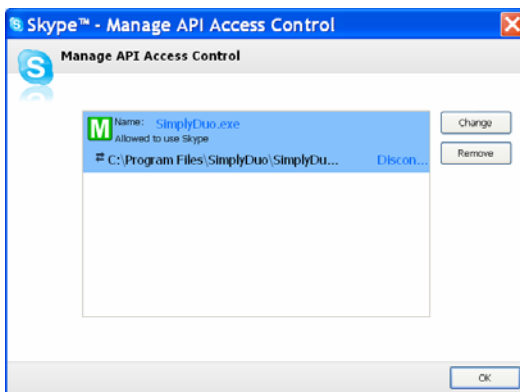 Skype™ - Manage API Access Control
Manage API Access Control
Name: SimplyDuo.exe
Allowed to use Skype
C:\Program Files\SimplyDuo\SimplyDu... Discon...
Change
Remove
OK